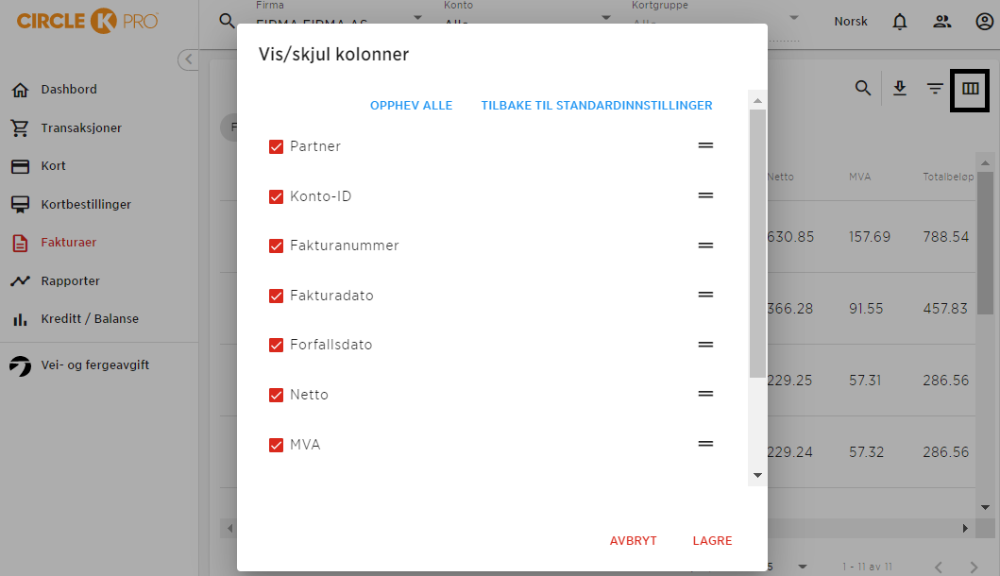 CIRCLE K PRO
Firma
Konto
Kortgruppe
FIRMA FIRMA AS
Alle
Alle
Norsk
Vis/skjul kolonner
OPPHEV ALLE
TILBAKE TIL STANDARDINNSTILLINGER
Dashbord
Transaksjoner
Kort
Kortbestillinger
Fakturaer
Rapporter
Kreditt / Balanse
Vei- og fergeavgift
F
Partner
Konto-ID
Fakturanummer
Fakturadato
Forfallsdato
Netto
MVA
Netto MVA Totalbeløp
630.85 157.69 788.54
366.28 91.55 457.83
229.25 57.31 286.56
229.24 57.32 286.56
AVBRYT
LAGRE
5
1 - 11 av 11